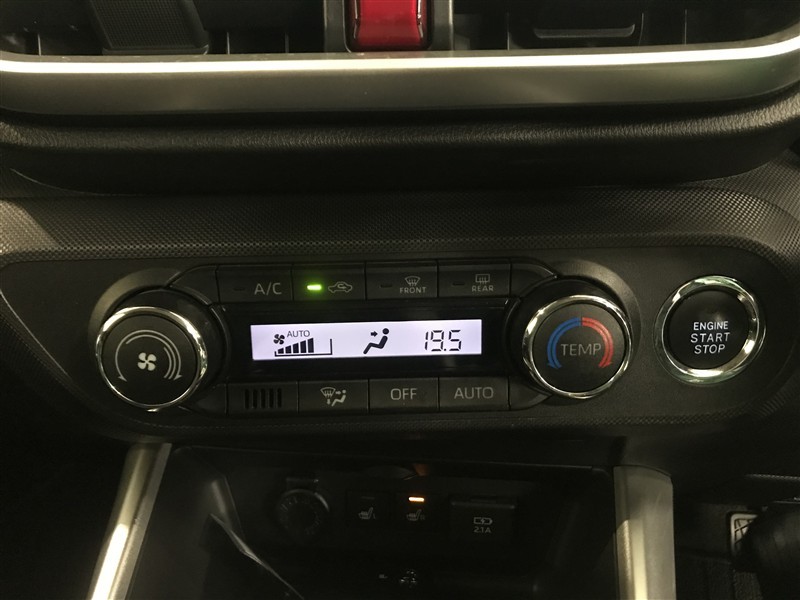 A/C
FRONT
REAR
AUTO
19.5
TEMP
ENGINE
START
STOP
OFF
AUTO
L
R
2.1A